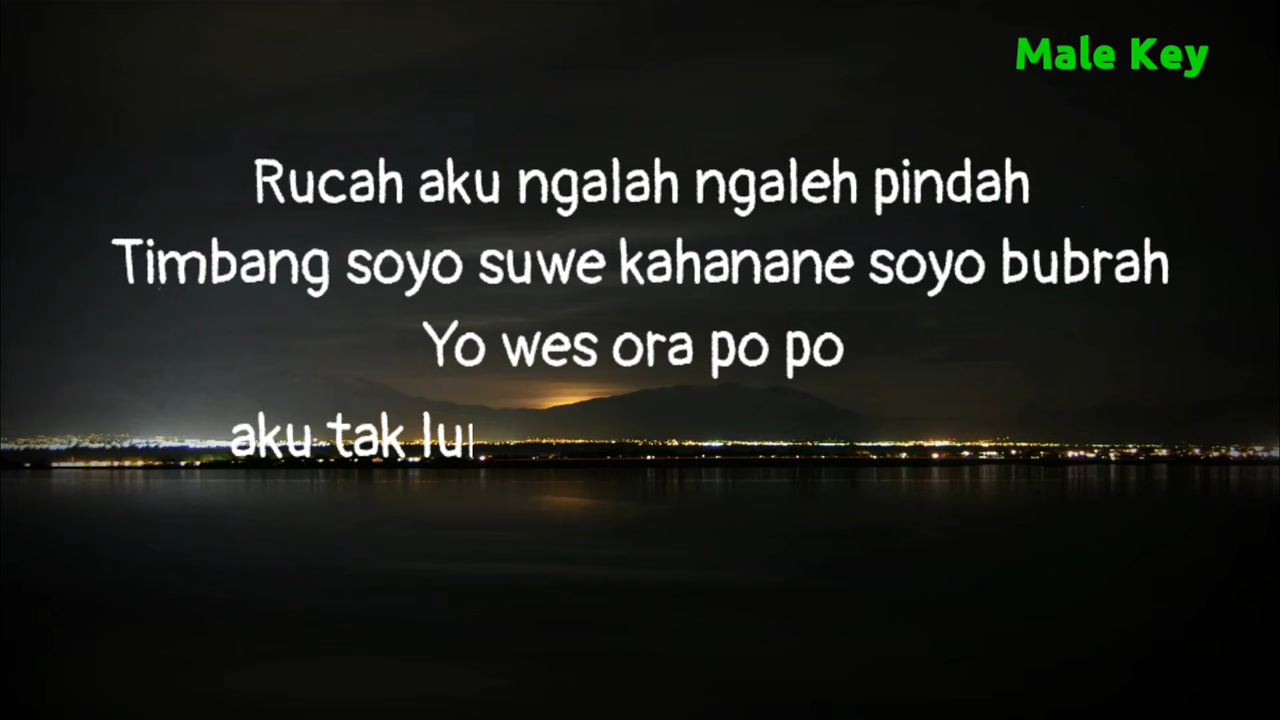 Male Key
Rucah aku ngalah ngaleh pindah
Timbang soyo suwe kahanane soyo bubrah
Yo wes ora po po
aku tak